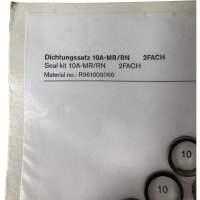 Dichtungssatz 10A-MR/RN 2FACH
Seal kit 10A-MR/RN 2FACH
Material no.: R961009060
10
10